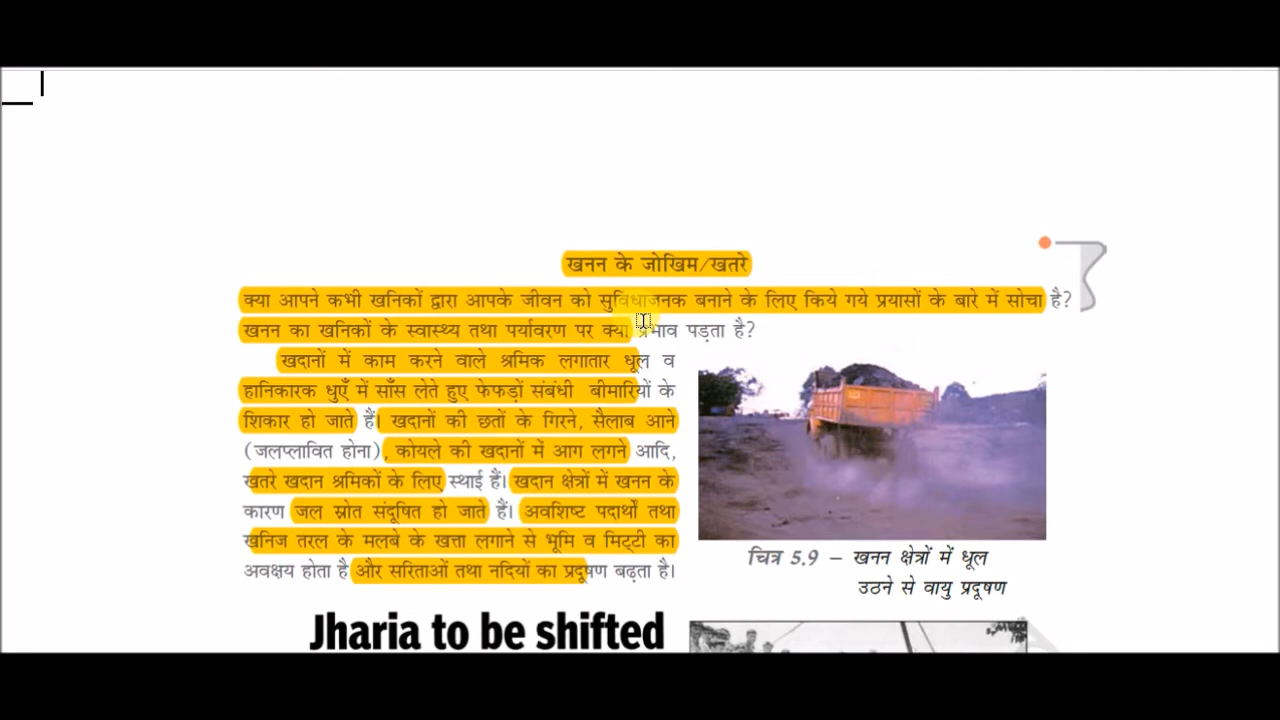 खनन के जोखिम/खतरे
क्या आपने कभी खनिकों द्वारा आपके जीवन को सुविधाजनक बनाने के लिए किये गये प्रयासों के बारे में सोचा है?
खनन का खनिकों के स्वास्थ्य तथा पर्यावरण पर क्या प्रभाव पड़ता है?
खदानों में काम करने वाले श्रमिक लगातार धूल व
हानिकारक धुएँ में साँस लेते हुए फेफड़ों संबंधी बीमारियों के
शिकार हो जाते हैं। खदानों की छतों के गिरने, सैलाब आने
(जलप्लावित होना), कोयले की खदानों में आग लगने आदि,
खतरे खदान श्रमिकों के लिए स्थाई हैं। खदान क्षेत्रों में खनन के
कारण जल स्रोत संदूषित हो जाते हैं। अवशिष्ट पदार्थों तथा
खनिज तरल के मलबे के खत्ता लगाने से भूमि व मिट्टी का
अवक्षय होता है और सरिताओं तथा नदियों का प्रदूषण बढ़ता है।
चित्र 5.9 – खनन क्षेत्रों में धूल
उठने से वायु प्रदूषण
Jharia to be shifted